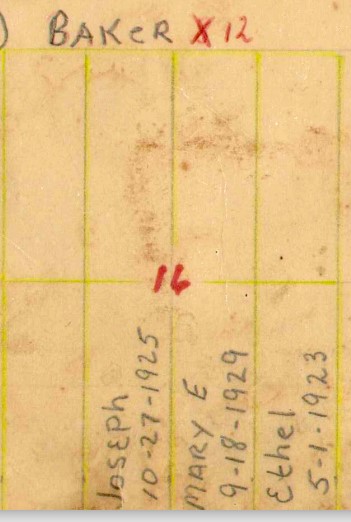 ) BAKER X 12
16
Joseph
10-27-1925
MARY E
9-18-1929
Ethel
5-1-1923